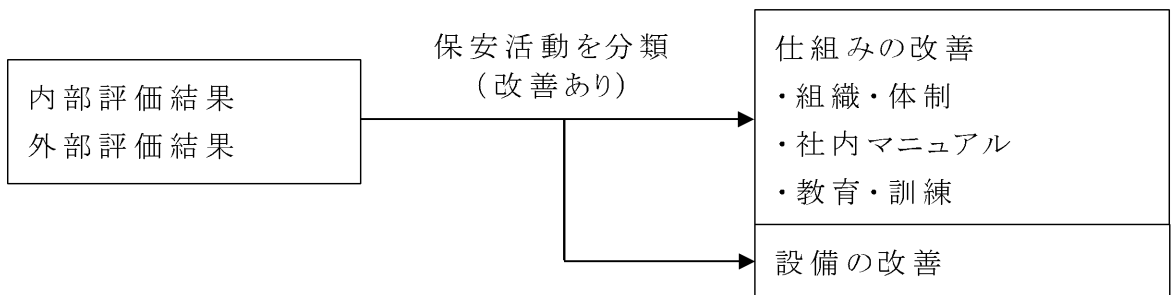 内部評価結果
外部評価結果
保安活動を分類
（改善あり）
仕組みの改善
・組織・体制
・社内マニュアル
・教育・訓練
設備の改善